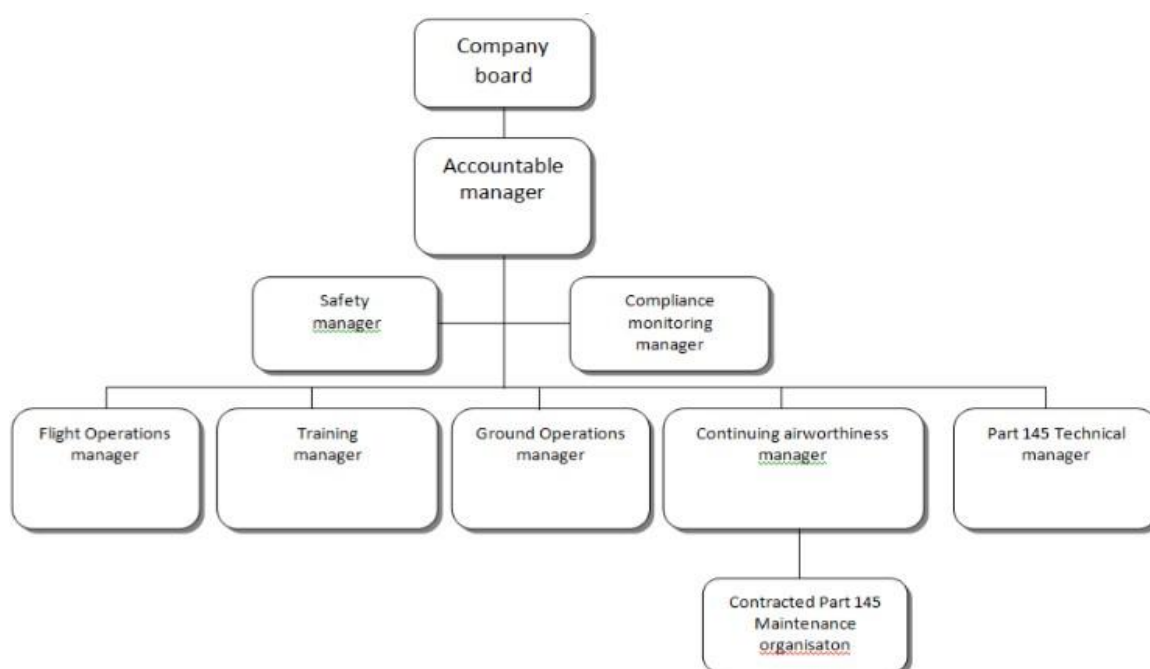 Company
board
Accountable
manager
Safety
manager
Compliance
monitoring
manager
Flight Operations
manager
Training
manager
Ground Operations
manager
Continuing airworthiness
manager
Part 145 Technical
manager
Contracted Part 145
Maintenance
organisaton